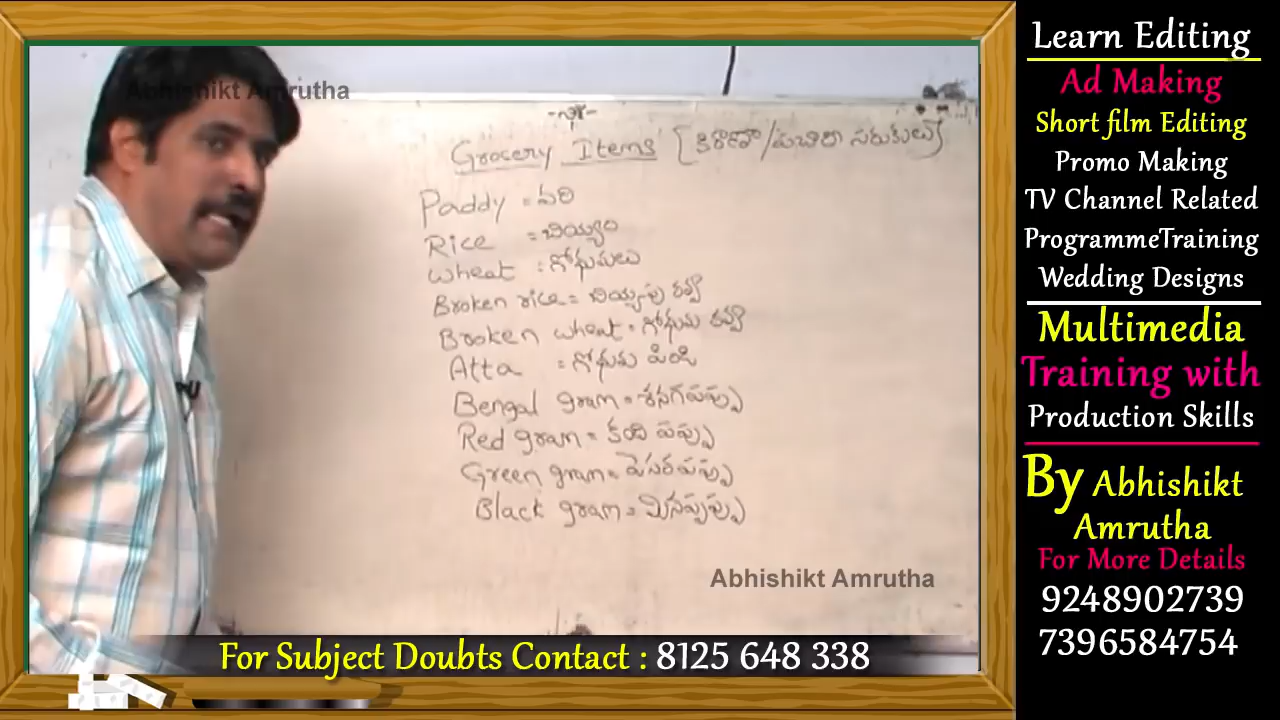 Abhishikt Amrutha
-శ్రీ-
Grocery Items [కిరాణా/పచారీ సరుకులు]
Paddy = వరి
Rice = బియ్యం
wheat = గోధుమలు
Broken rice = బియ్యపు రవ్వ
Broken wheat = గోధుమ రవ్వ
Atta = గోధుమ పిండి
Bengal gram = శనగపప్పు
Red gram = కంది పప్పు
Green gram = పెసరపప్పు
Black gram = మినప్పప్పు
Abhishikt Amrutha
For Subject Doubts Contact : 8125 648 338
Learn Editing
Ad Making
Short film Editing
Promo Making
TV Channel Related
ProgrammeTraining
Wedding Designs
Multimedia
Training with
Production Skills
By Abhishikt
Amrutha
For More Details
9248902739
7396584754